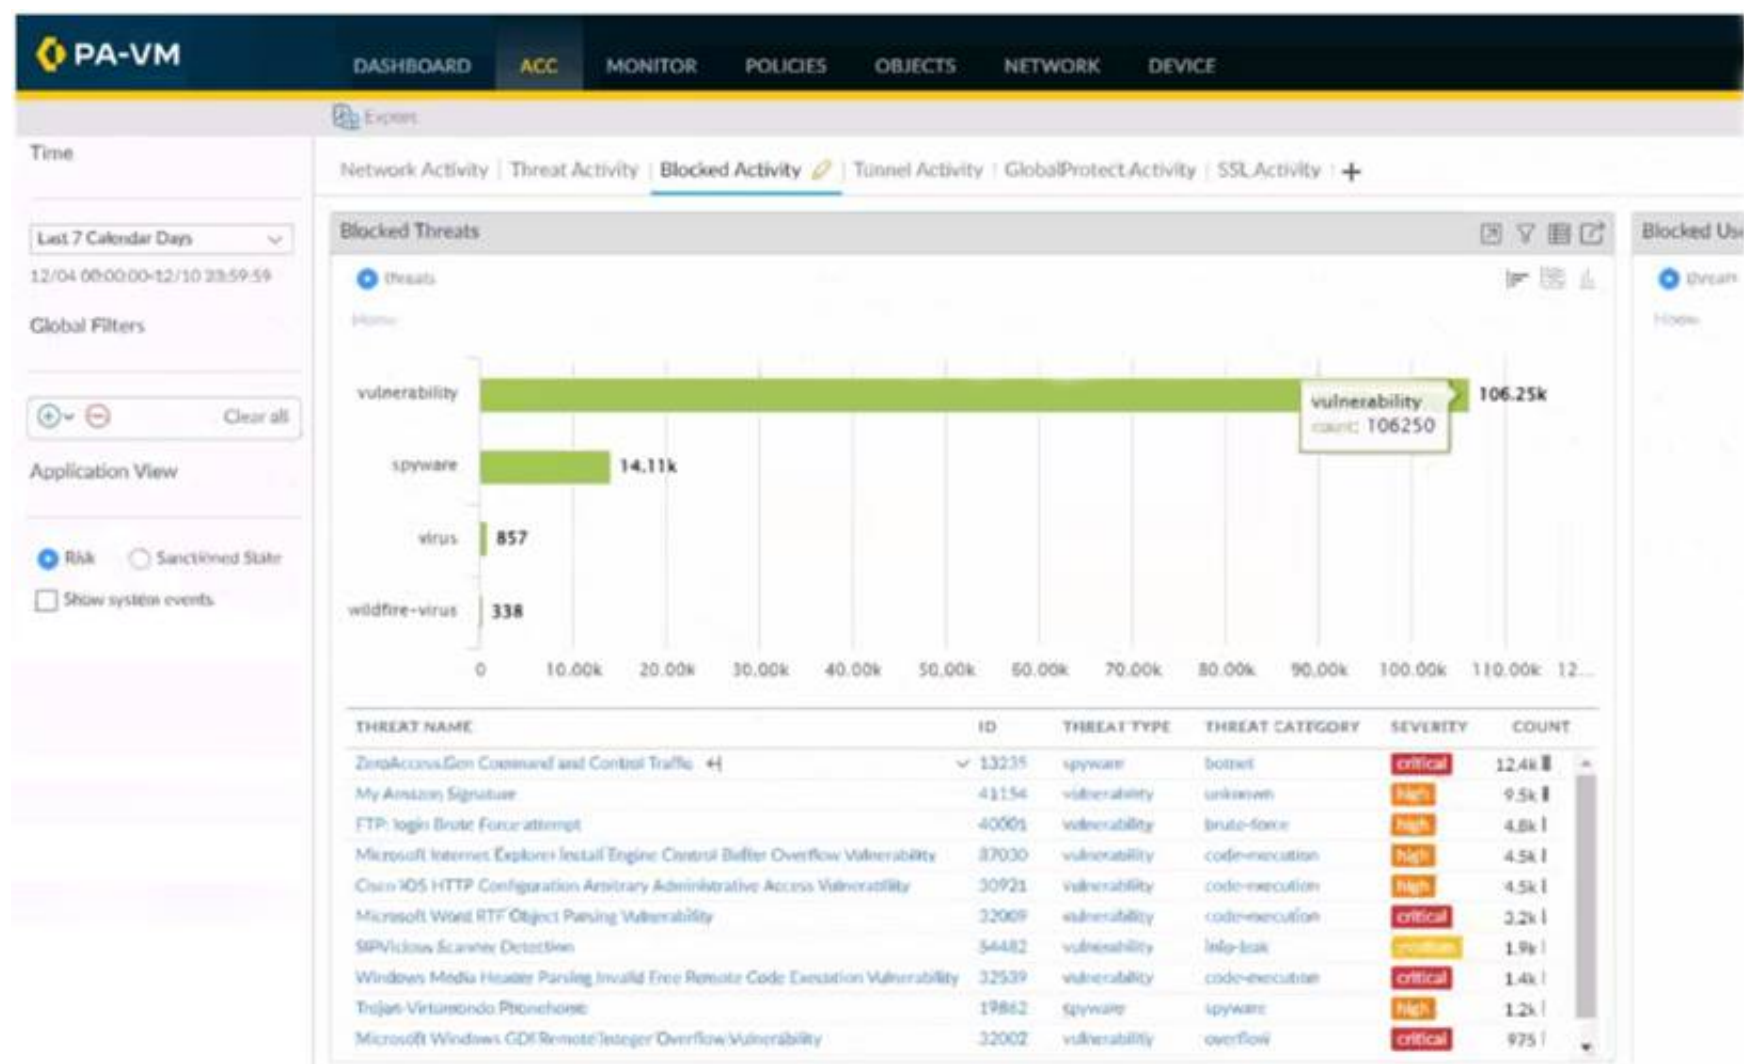 PA-VM
DASHBOARD ACC MONITOR POLICIES OBJECTS NETWORK DEVICE
Export
Time
Network Activity Threat Activity Blocked Activity Tunnel Activity GlobalProtect Activity SSL Activity +
Last 7 Calendar Days
12/04 00:00:00-12/10 23:59:59
Global Filters
Clear all
Application View
Risk Sanctioned State
Show system events
Blocked Threats
threats
Home
vulnerability 106.25k
vulnerability
count: 106250
spyware 14.11k
virus 857
wildfire-virus 338
0 10.00k 20.00k 30.00k 40.00k 50.00k 60.00k 70.00k 80.00k 90.00k 100.00k 110.00k 12...
THREAT NAME ID THREAT TYPE THREAT CATEGORY SEVERITY COUNT
ZeroAccess.Gen Command and Control Traffic 13235 spyware botnet critical 12.4k
My Amazon Signature 41154 vulnerability unknown high 9.5k
FTP: login Brute Force attempt 40001 vulnerability brute-force high 4.8k
Microsoft Internet Explorer Install Engine Control Buffer Overflow Vulnerability 37030 vulnerability code-execution high 4.5k
Cisco IOS HTTP Configuration Arbitrary Administrative Access Vulnerability 30921 vulnerability code-execution high 4.5k
Microsoft Word RTF Object Parsing Vulnerability 32009 vulnerability code-execution critical 3.2k
SIPVicious Scanner Detection 54482 vulnerability info-leak medium 1.9k
Windows Media Header Parsing Invalid Free Remote Code Execution Vulnerability 32539 vulnerability code-execution critical 1.4k
Trojan-Virtumondo Phonehome 19862 spyware spyware high 1.2k
Microsoft Windows GDI Remote Integer Overflow Vulnerability 32002 vulnerability overflow critical 975
Blocked Use
threats
Home